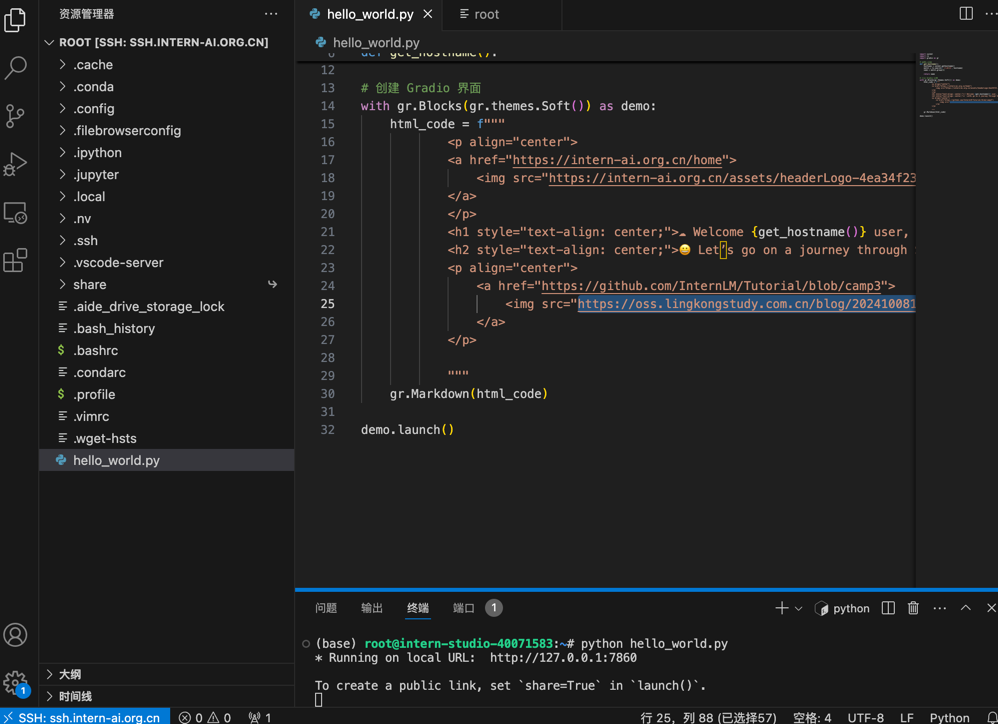 资源管理器
ROOT [SSH: SSH.INTERN-AI.ORG.CN]
.cache
.conda
.config
.filebrowserconfig
.ipython
.jupyter
.local
.nv
.ssh
.vscode-server
share
.aide_drive_storage_lock
.bash_history
.bashrc
.condarc
.profile
.vimrc
.wget-hsts
hello_world.py
大纲
时间线
hello_world.py
root
hello_world.py
6 def get_hostname():
12
13 # 创建 Gradio 界面
14 with gr.Blocks(gr.themes.Soft()) as demo:
15 html_code = f"""
16 <p align="center">
17 <a href="https://intern-ai.org.cn/home">
18 <img src="https://intern-ai.org.cn/assets/headerLogo-4ea34f23
19 </a>
20 </p>
21 <h1 style="text-align: center;">☁️ Welcome {get_hostname()} user,
22 <h2 style="text-align: center;">😊 Let’s go on a journey through
23 <p align="center">
24 <a href="https://github.com/InternLM/Tutorial/blob/camp3">
25 <img src="https://oss.lingkongstudy.com.cn/blog/202410081
26 </a>
27 </p>
28
29 """
30 gr.Markdown(html_code)
31
32 demo.launch()
问题 输出 终端 端口 1
python
(base) root@intern-studio-40071583:~# python hello_world.py
* Running on local URL: http://127.0.0.1:7860
To create a public link, set `share=True` in `launch()`.
1
SSH: ssh.intern-ai.org.cn 0 0 1 行 25, 列 88 (已选择57) 空格: 4 UTF-8 LF Python